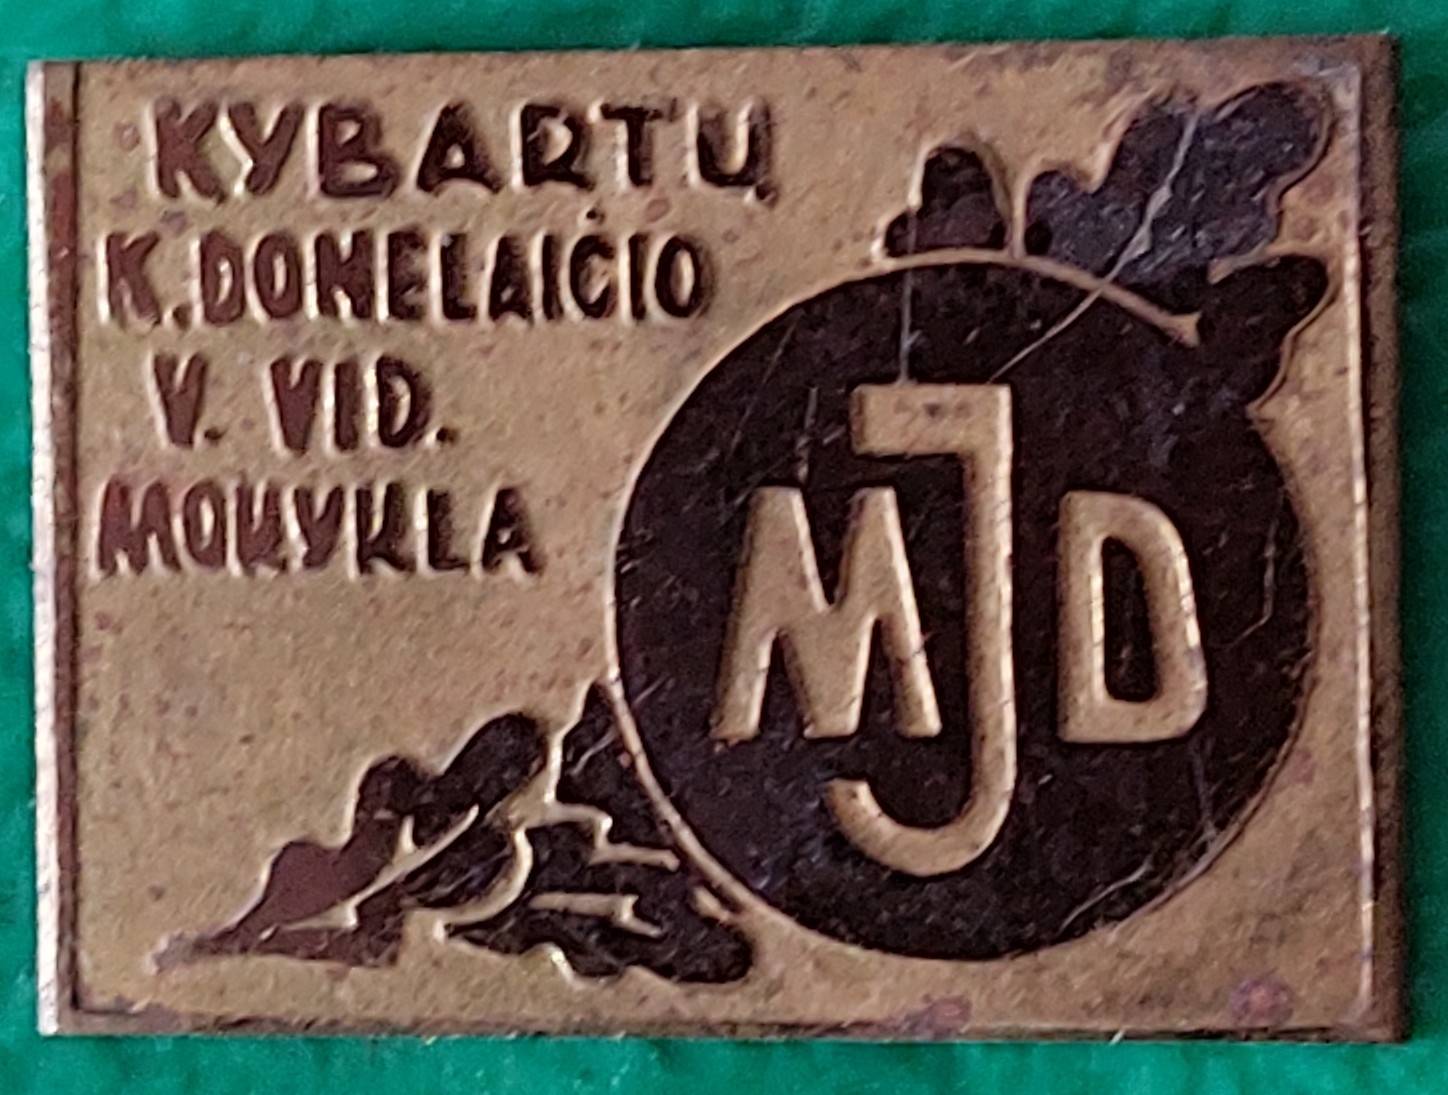 KYBARTŲ
K. DONELAIČIO
V. VID.
MOKYKLA
MJD